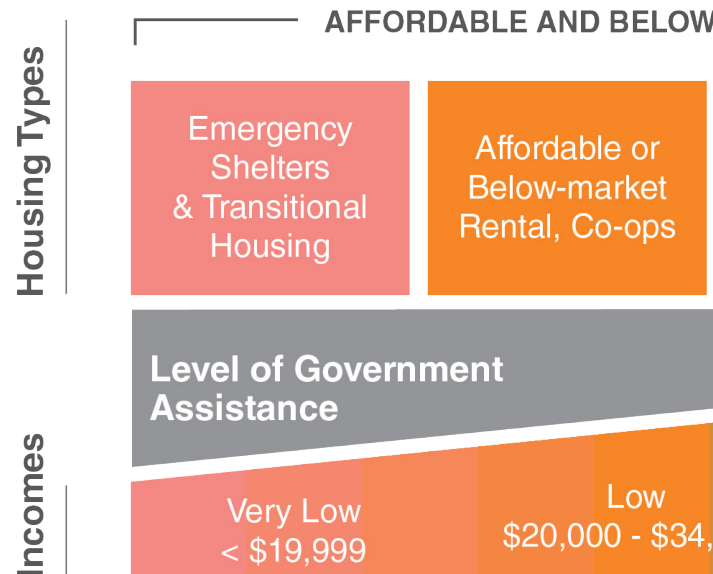 AFFORDABLE AND BELOW
Housing Types
Emergency
Shelters
& Transitional
Housing
Affordable or
Below-market
Rental, Co-ops
Level of Government
Assistance
Incomes
Very Low
< $19,999
Low
$20,000 - $34,